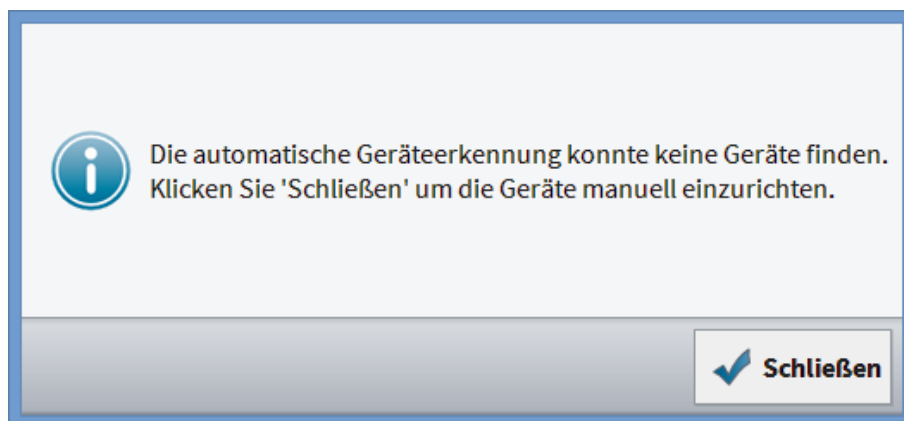 Die automatische Geräteerkennung konnte keine Geräte finden.
Klicken Sie 'Schließen' um die Geräte manuell einzurichten.
Schließen